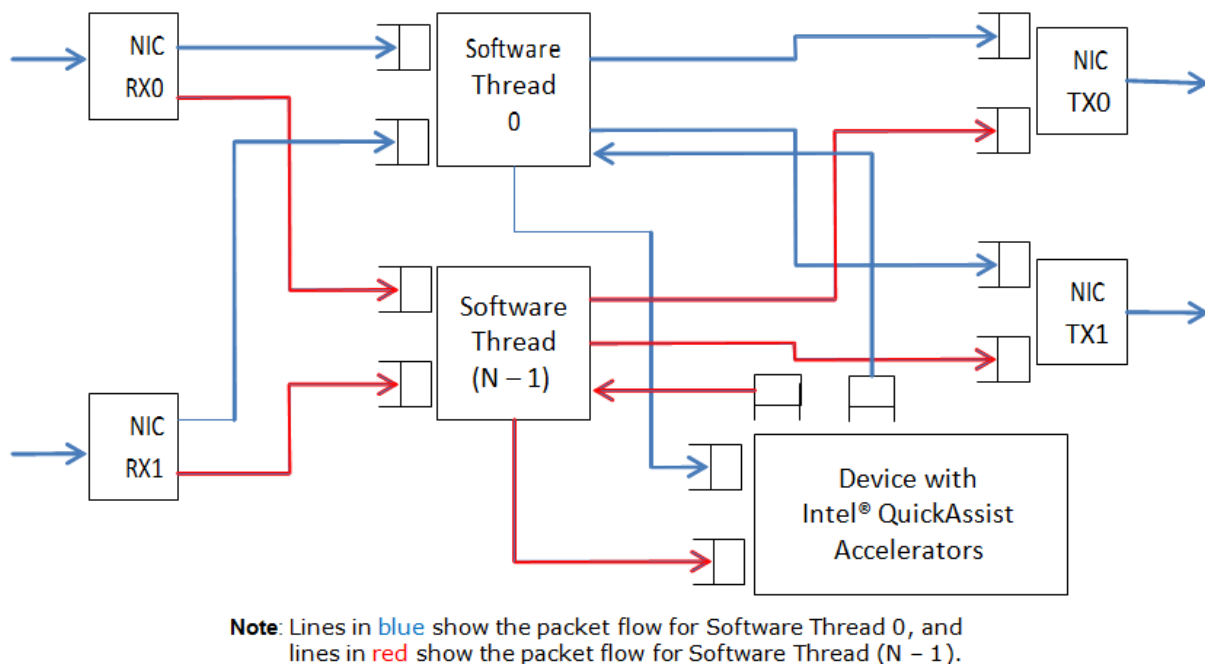 NIC
RX0
Software
Thread
0
NIC
TX0
Software
Thread
(N – 1)
NIC
TX1
NIC
RX1
Device with
Intel® QuickAssist
Accelerators
Note: Lines in blue show the packet flow for Software Thread 0, and
lines in red show the packet flow for Software Thread (N – 1).